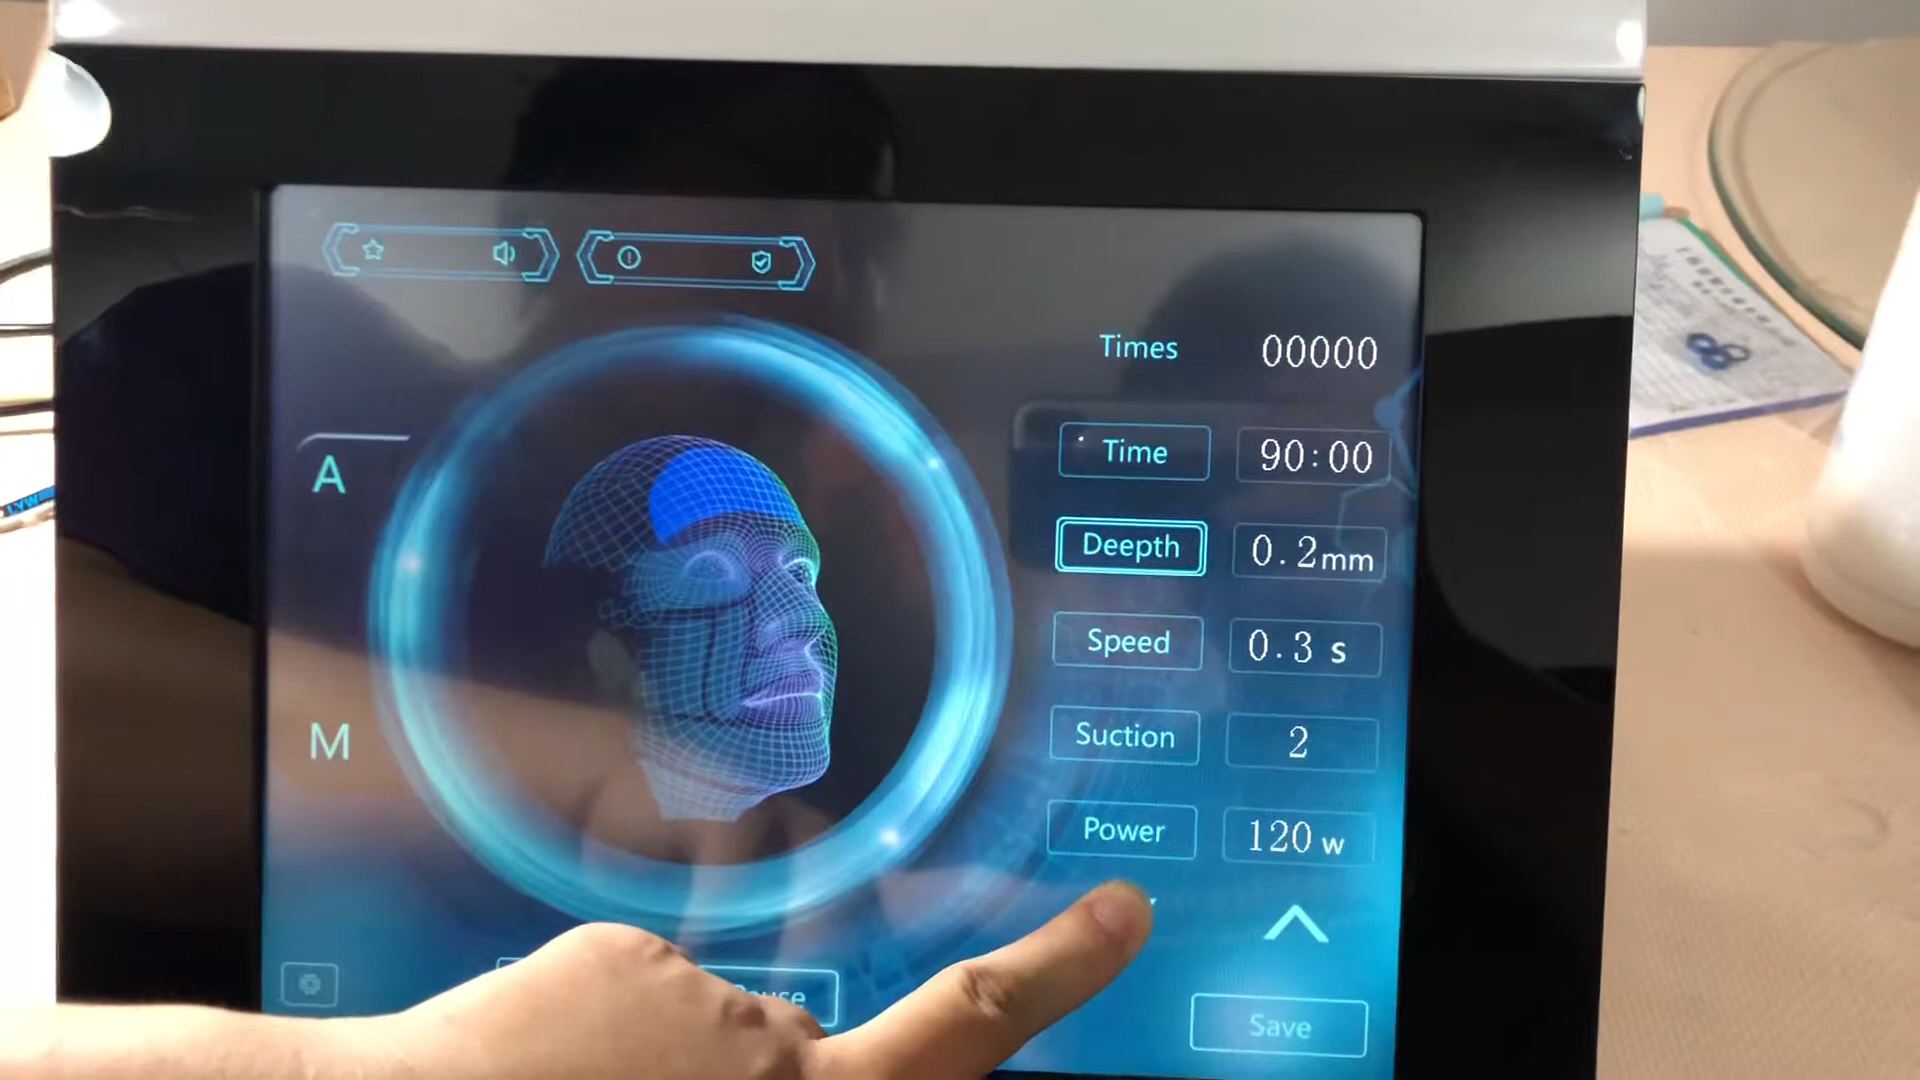 Times 00000
A
Time 90:00
Deepth 0.2mm
Speed 0.3 s
M
Suction 2
Power 120 w
Save